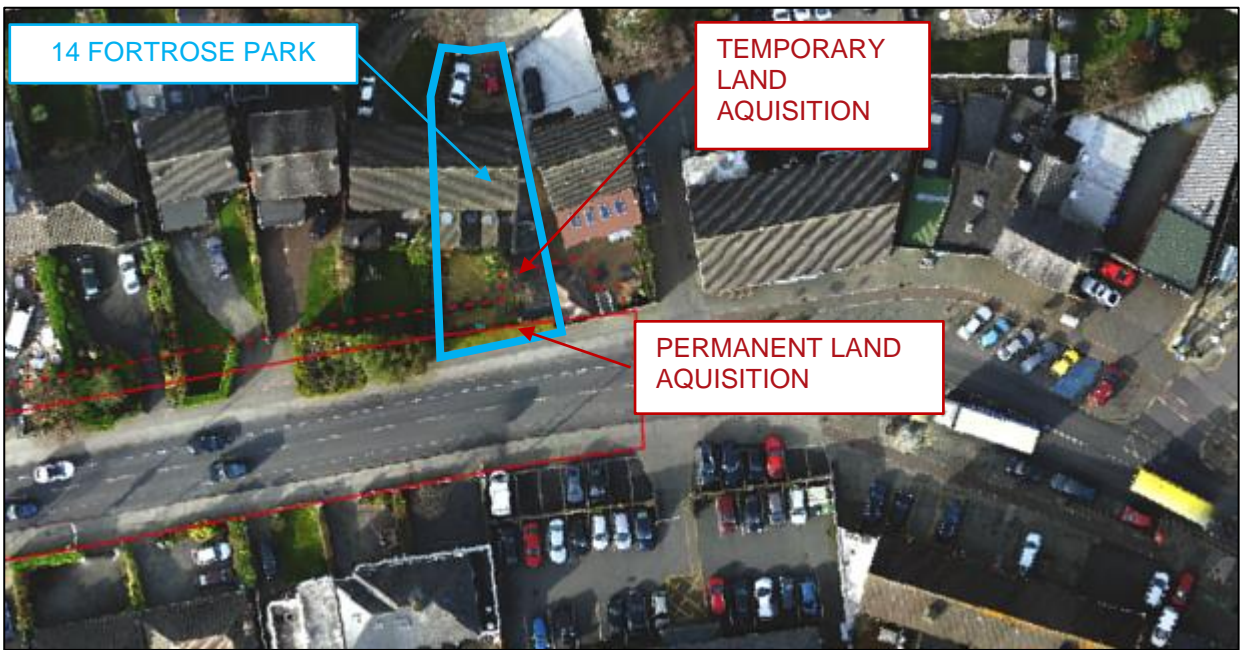 14 FORTROSE PARK
TEMPORARY
LAND
AQUISITION
PERMANENT LAND
AQUISITION